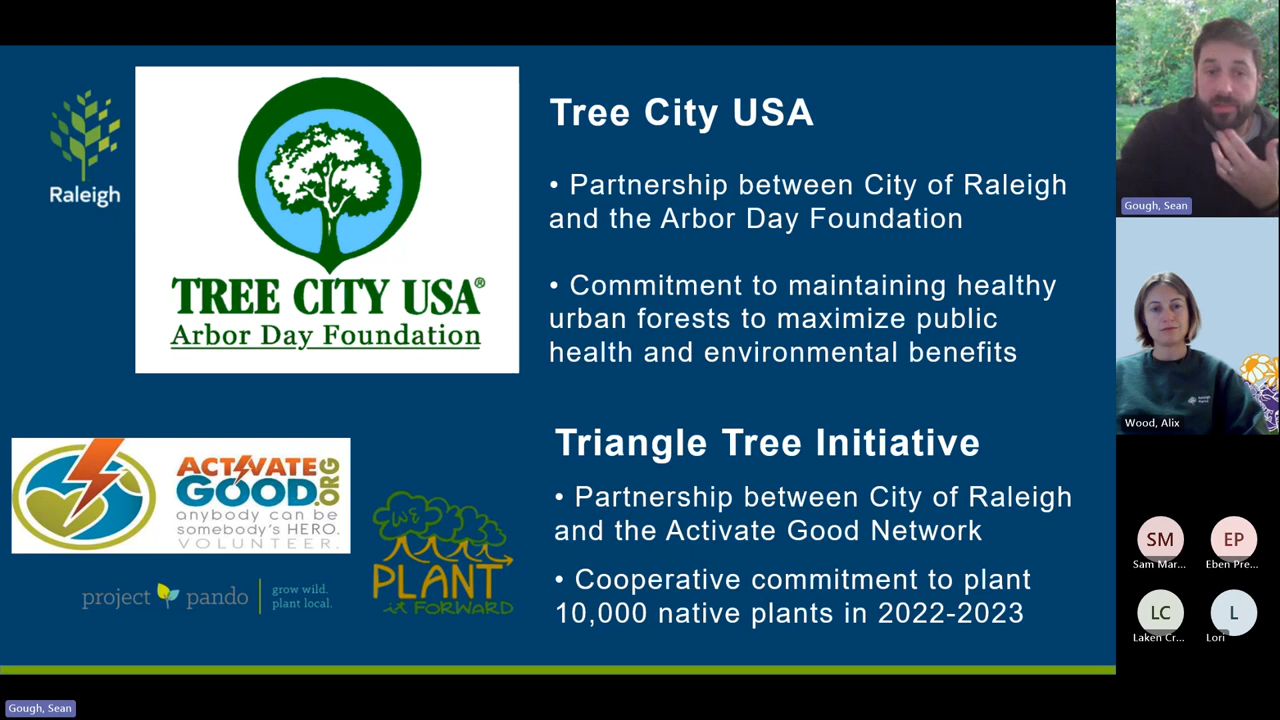 Raleigh
TREE CITY USA®
Arbor Day Foundation
Tree City USA
• Partnership between City of Raleigh
and the Arbor Day Foundation
• Commitment to maintaining healthy
urban forests to maximize public
health and environmental benefits
ACTIVATE
GOOD.ORG
anybody can be
somebody's HERO.
VOLUNTEER.
project pando
grow wild.
plant local.
WE
PLANT
it FORWARD
Triangle Tree Initiative
• Partnership between City of Raleigh
and the Activate Good Network
• Cooperative commitment to plant
10,000 native plants in 2022-2023
Gough, Sean
Wood, Alix
SM
Sam Mar...
EP
Eben Pre...
LC
Laken Cr...
L
Lori
Gough, Sean